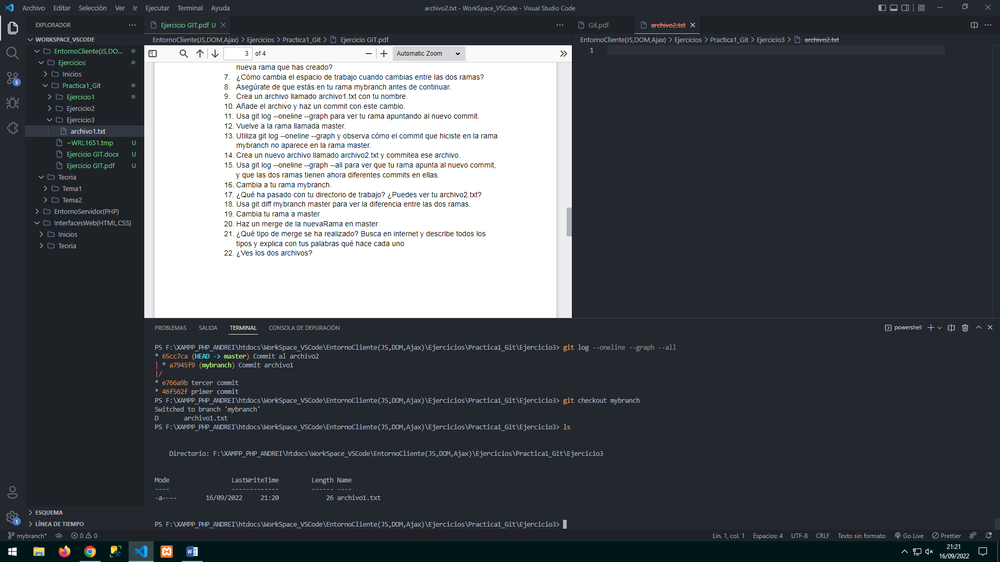 Archivo Editar Selección Ver Ir Ejecutar Terminal Ayuda
archivo2.txt - WorkSpace_VSCode - Visual Studio Code
EXPLORADOR
WORKSPACE_VSCODE
EntornoCliente(JS,DO...
Ejercicios
Inicios
Practica1_Git
Ejercicio1
Ejercicio2
Ejercicio3
archivo1.txt
~WRL1651.tmp U
Ejercicio GIT.docx U
Ejercicio GIT.pdf U
Teoria
Tema1
Tema2
EntornoServidor(PHP)
InterfacesWeb(HTML,CSS)
Inicios
Teoria
ESQUEMA
LÍNEA DE TIEMPO
5
1
Ejercicio GIT.pdf U
EntornoCliente(JS,DOM,Ajax) > Ejercicios > Practica1_Git > Ejercicio GIT.pdf
3 of 4 Automatic Zoom
nueva rama que has creado?
7. ¿Cómo cambia el espacio de trabajo cuando cambias entre las dos ramas?
8. Asegúrate de que estás en tu rama mybranch antes de continuar.
9. Crea un archivo llamado archivo1.txt con tu nombre.
10. Añade el archivo y haz un commit con este cambio.
11. Usa git log --oneline --graph para ver tu rama apuntando al nuevo commit.
12. Vuelve a la rama llamada master.
13. Utiliza git log --oneline --graph y observa cómo el commit que hiciste en la rama
mybranch no aparece en la rama master.
14. Crea un nuevo archivo llamado archivo2.txt y commitea ese archivo.
15. Usa git log --oneline --graph --all para ver que tu rama apunta al nuevo commit,
y que las dos ramas tienen ahora diferentes commits en ellas.
16. Cambia a tu rama mybranch.
17. ¿Qué ha pasado con tu directorio de trabajo? ¿Puedes ver tu archivo2.txt?
18. Usa git diff mybranch master para ver la diferencia entre las dos ramas.
19. Cambia tu rama a master
20. Haz un merge de la nuevaRama en master
21. ¿Qué tipo de merge se ha realizado? Busca en internet y describe todos los
tipos y explica con tus palabras qué hace cada uno
22. ¿Ves los dos archivos?
Git.pdf archivo2.txt
EntornoCliente(JS,DOM,Ajax) > Ejercicios > Practica1_Git > Ejercicio3 > archivo2.txt
1
PROBLEMAS SALIDA TERMINAL CONSOLA DE DEPURACIÓN
powershell
PS F:\XAMPP_PHP_ANDREI\htdocs\WorkSpace_VSCode\EntornoCliente(JS,DOM,Ajax)\Ejercicios\Practica1_Git\Ejercicio3> git log --oneline --graph --all
* 65cc7ca (HEAD -> master) Commit al archivo2
| * a7945f9 (mybranch) Commit archivo1
|/
* e766a9b tercer commit
* 46f562f primer commit
PS F:\XAMPP_PHP_ANDREI\htdocs\WorkSpace_VSCode\EntornoCliente(JS,DOM,Ajax)\Ejercicios\Practica1_Git\Ejercicio3> git checkout mybranch
Switched to branch 'mybranch'
D       archivo1.txt
PS F:\XAMPP_PHP_ANDREI\htdocs\WorkSpace_VSCode\EntornoCliente(JS,DOM,Ajax)\Ejercicios\Practica1_Git\Ejercicio3> ls
Directorio: F:\XAMPP_PHP_ANDREI\htdocs\WorkSpace_VSCode\EntornoCliente(JS,DOM,Ajax)\Ejercicios\Practica1_Git\Ejercicio3
Mode LastWriteTime Length Name
---- ------------- ------ ----
-a---- 16/09/2022 21:20 26 archivo1.txt
PS F:\XAMPP_PHP_ANDREI\htdocs\WorkSpace_VSCode\EntornoCliente(JS,DOM,Ajax)\Ejercicios\Practica1_Git\Ejercicio3>
mybranch* 0 0 Lín. 1, col. 1 Espacios: 4 UTF-8 CRLF Texto sin formato Go Live Prettier
21:21
16/09/2022